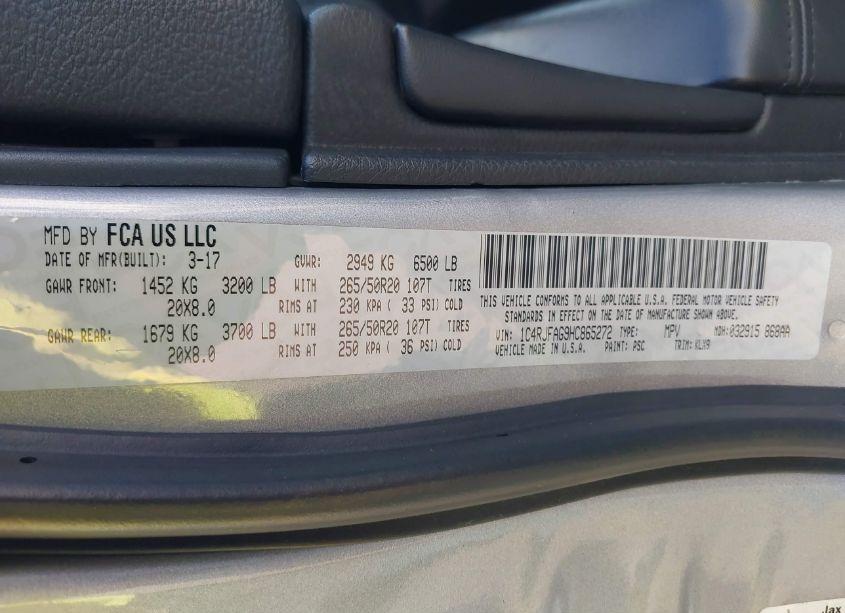 MFD BY FCA US LLC
DATE OF MFR(BUILT): 3-17 GVWR: 2949 KG 6500 LB
GAWR FRONT: 1452 KG 3200 LB WITH 265/50R20 107T TIRES
20X8.0 RIMS AT 230 KPA ( 33 PSI) COLD
GAWR REAR: 1679 KG 3700 LB WITH 265/50R20 107T TIRES
20X8.0 RIMS AT 250 KPA ( 36 PSI) COLD
THIS VEHICLE CONFORMS TO ALL APPLICABLE U.S.A. FEDERAL MOTOR VEHICLE SAFETY
STANDARDS IN EFFECT ON THE DATE OF MANUFACTURE SHOWN ABOVE
VIN: 1C4RJFAG9HC865272 TYPE: MPV MDH: 032915 868AA
VEHICLE MADE IN U.S.A. PAINT: PSC TRIM: KLX9